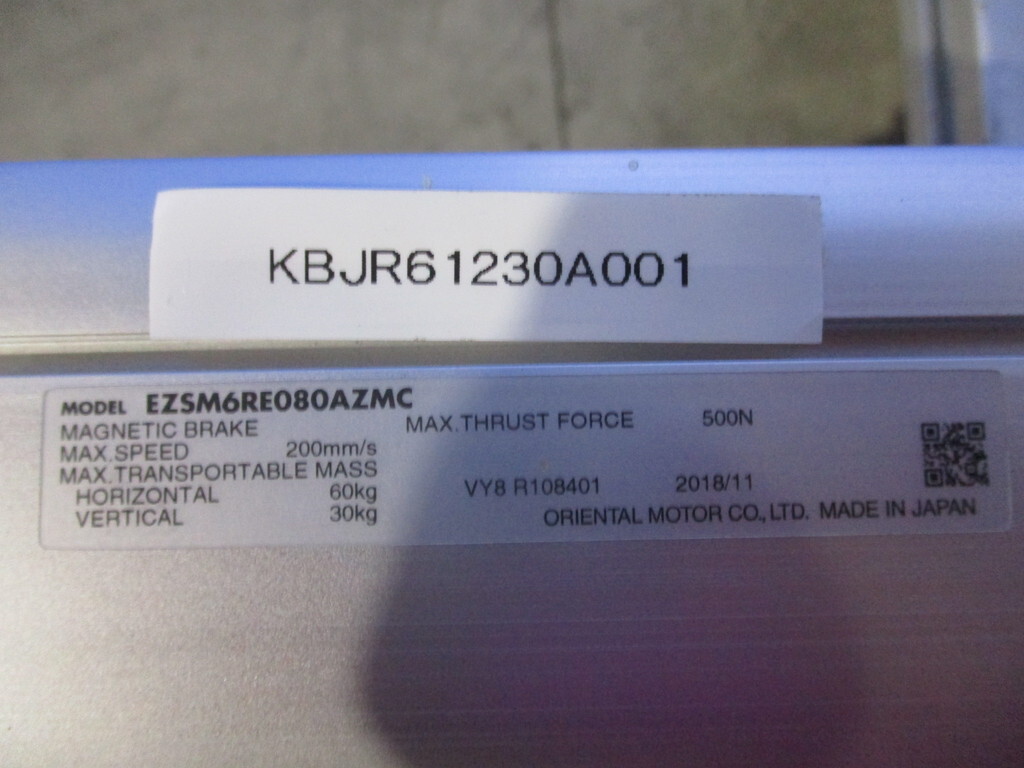 KBJR61230A001
MODEL EZSM6RE080AZMC
MAGNETIC BRAKE MAX.THRUST FORCE 500N
MAX.SPEED 200mm/s
MAX.TRANSPORTABLE MASS
HORIZONTAL 60kg VY8 R108401 2018/11
VERTICAL 30kg ORIENTAL MOTOR CO.,LTD. MADE IN JAPAN